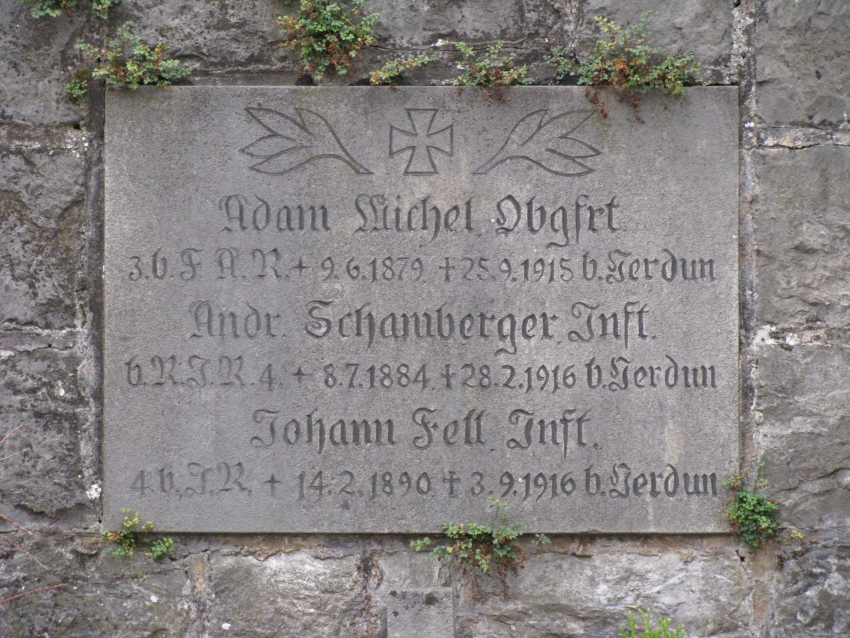 Adam Michel, Obgfrt.
3. b. F. A. R. + 9. 6. 1879, + 25. 9. 1915 b. Verdun
Andr. Schamberger, Inft.
b. R. I. R. 4. + 8. 7. 1884, + 28. 2. 1916 b. Verdun
Johann Fell, Inft.
4. b. I. R. + 14. 2. 1890, + 3. 9. 1916 b. Verdun